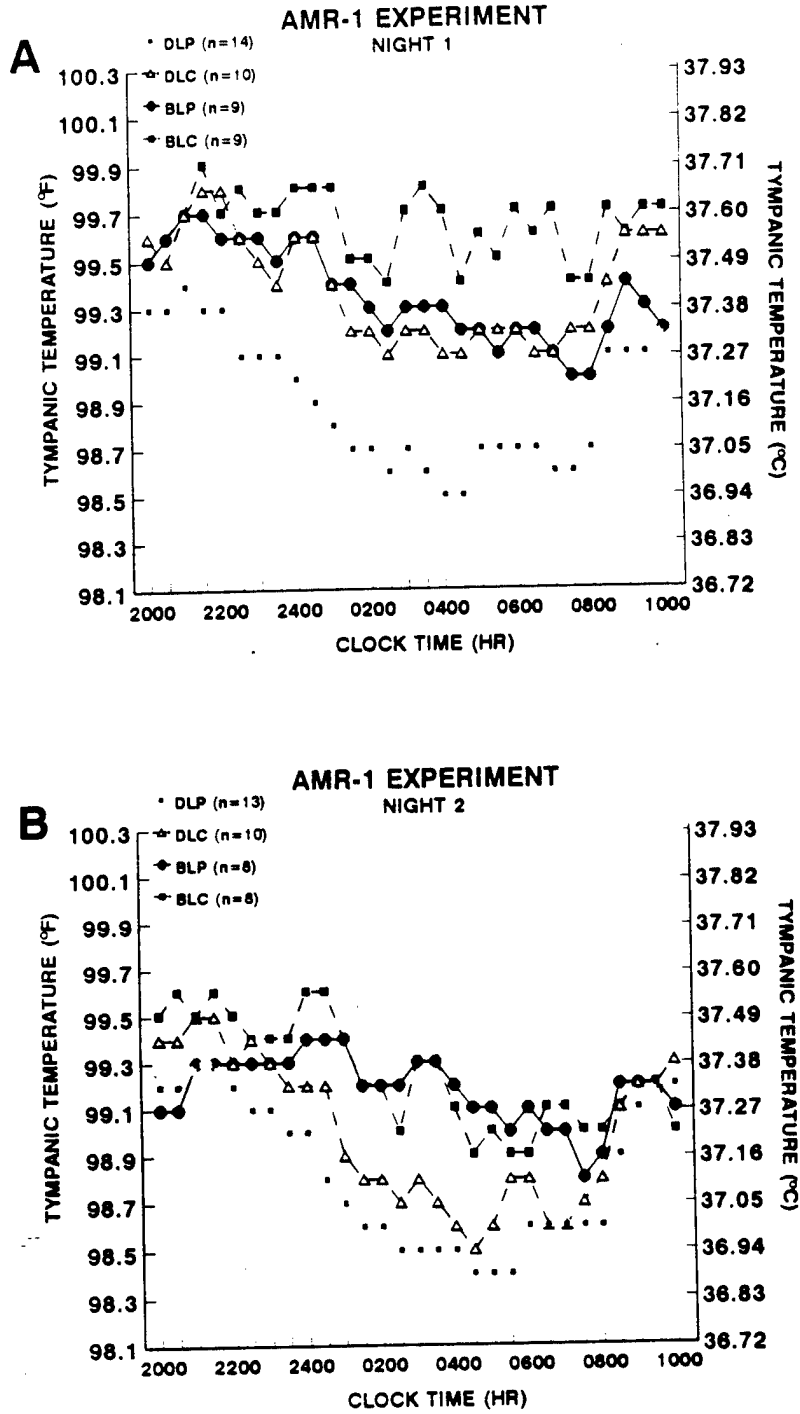 AMR-1 EXPERIMENT
NIGHT 1
A
DLP (n=14)
DLC (n=10)
BLP (n=9)
BLC (n=9)
TYMPANIC TEMPERATURE (°F)
100.3
100.1
99.9
99.7
99.5
99.3
99.1
98.9
98.7
98.5
98.3
98.1
37.93
37.82
37.71
37.60
37.49
37.38
37.27
37.16
37.05
36.94
36.83
36.72
TYMPANIC TEMPERATURE (°C)
2000 2200 2400 0200 0400 0600 0800 1000
CLOCK TIME (HR)
AMR-1 EXPERIMENT
NIGHT 2
B
DLP (n=13)
DLC (n=10)
BLP (n=8)
BLC (n=8)
TYMPANIC TEMPERATURE (°F)
100.3
100.1
99.9
99.7
99.5
99.3
99.1
98.9
98.7
98.5
98.3
98.1
37.93
37.82
37.71
37.60
37.49
37.38
37.27
37.16
37.05
36.94
36.83
36.72
TYMPANIC TEMPERATURE (°C)
2000 2200 2400 0200 0400 0600 0800 1000
CLOCK TIME (HR)